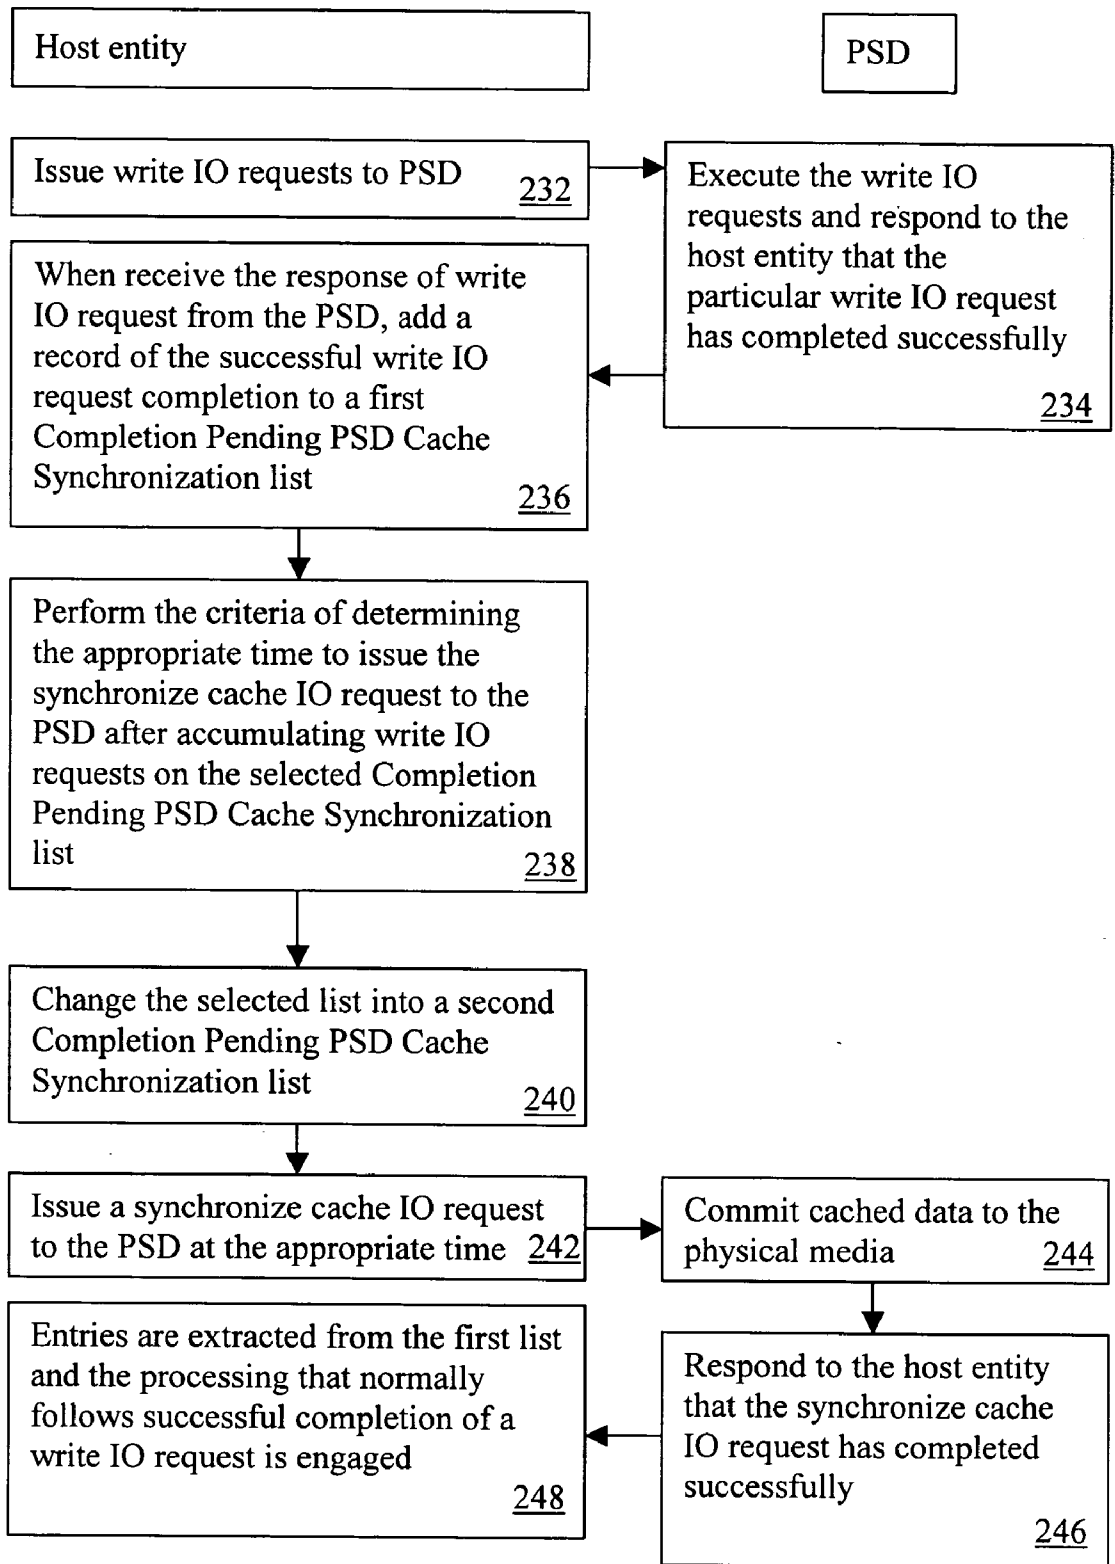 Host entity
PSD
Issue write IO requests to PSD
232
Execute the write IO
requests and respond to the
host entity that the
particular write IO request
has completed successfully
234
When receive the response of write
IO request from the PSD, add a
record of the successful write IO
request completion to a first
Completion Pending PSD Cache
Synchronization list
236
Perform the criteria of determining
the appropriate time to issue the
synchronize cache IO request to the
PSD after accumulating write IO
requests on the selected Completion
Pending PSD Cache Synchronization
list
238
Change the selected list into a second
Completion Pending PSD Cache
Synchronization list
240
Issue a synchronize cache IO request
to the PSD at the appropriate time 242
Commit cached data to the
physical media 244
Entries are extracted from the first list
and the processing that normally
follows successful completion of a
write IO request is engaged
248
Respond to the host entity
that the synchronize cache
IO request has completed
successfully
246